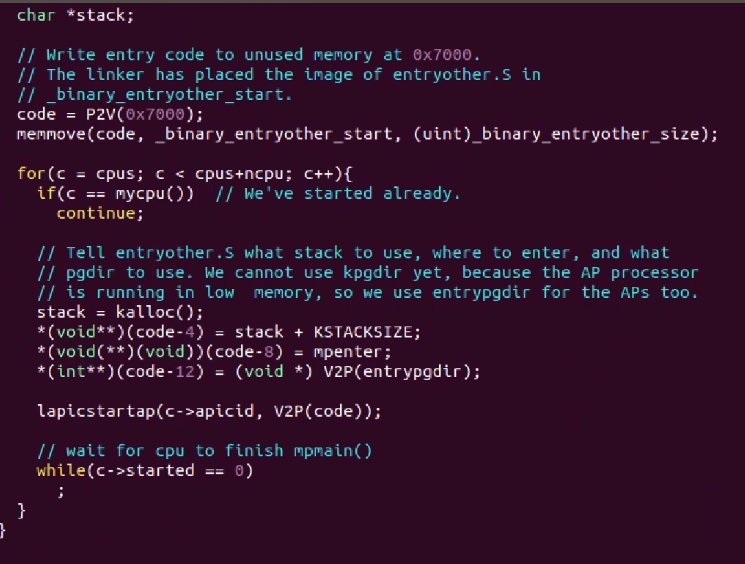 char *stack;
// Write entry code to unused memory at 0x7000.
// The linker has placed the image of entryother.S in
// _binary_entryother_start.
code = P2V(0x7000);
memmove(code, _binary_entryother_start, (uint)_binary_entryother_size);
for(c = cpus; c < cpus+ncpu; c++){
if(c == mycpu())  // We've started already.
continue;
// Tell entryother.S what stack to use, where to enter, and what
// pgdir to use. We cannot use kpgdir yet, because the AP processor
// is running in low  memory, so we use entrypgdir for the APs too.
stack = kalloc();
*(void**)(code-4) = stack + KSTACKSIZE;
*(void(**)(void))(code-8) = mpenter;
*(int**)(code-12) = (void *) V2P(entrypgdir);
lapicstartap(c->apicid, V2P(code));
// wait for cpu to finish mpmain()
while(c->started == 0)
;
}
}